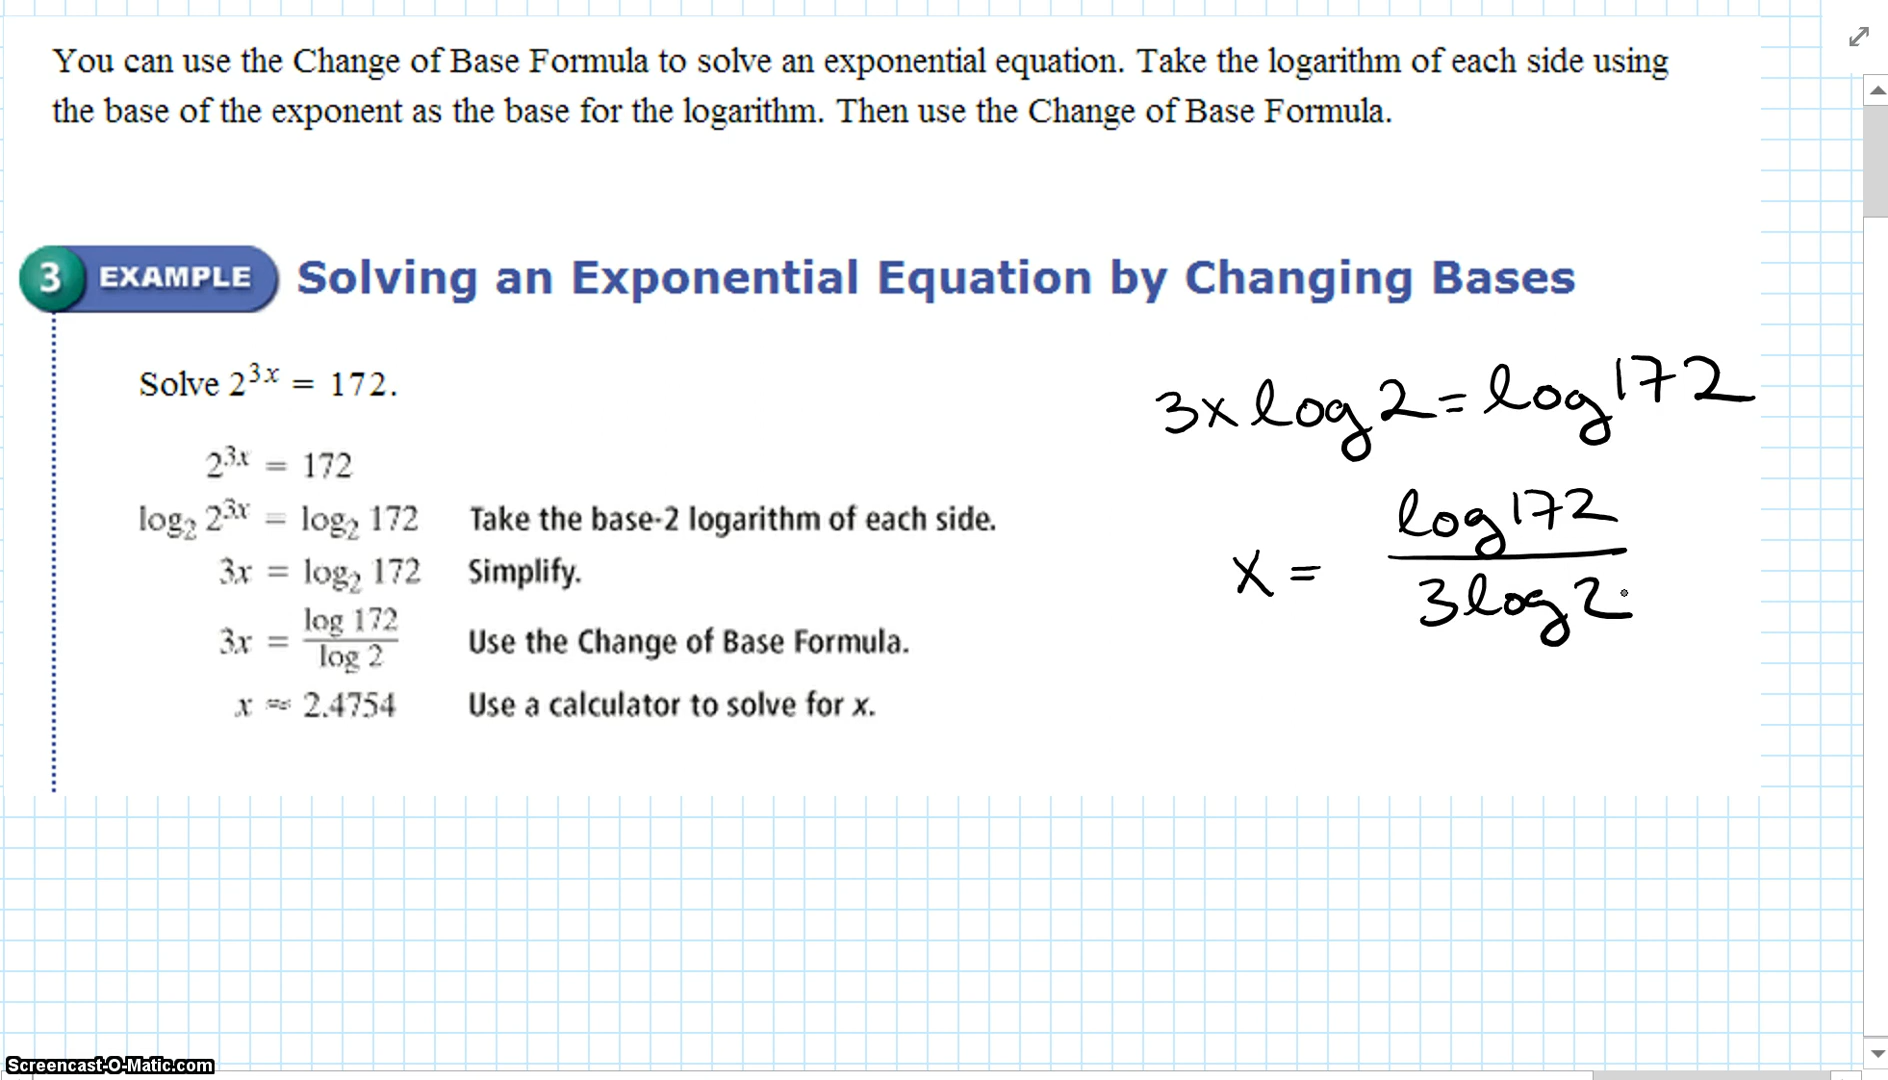 You can use the Change of Base Formula to solve an exponential equation. Take the logarithm of each side using
the base of the exponent as the base for the logarithm. Then use the Change of Base Formula.
3 EXAMPLE Solving an Exponential Equation by Changing Bases
Solve 2^{3x} = 172.
2^{3x} = 172
log₂ 2^{3x} = log₂ 172 Take the base-2 logarithm of each side.
3x = log₂ 172 Simplify.
3x = \frac{log 172}{log 2} Use the Change of Base Formula.
x ≈ 2.4754 Use a calculator to solve for x.
3x log 2 = log 172
x = \frac{log 172}{3 log 2}
Screencast-O-Matic.com